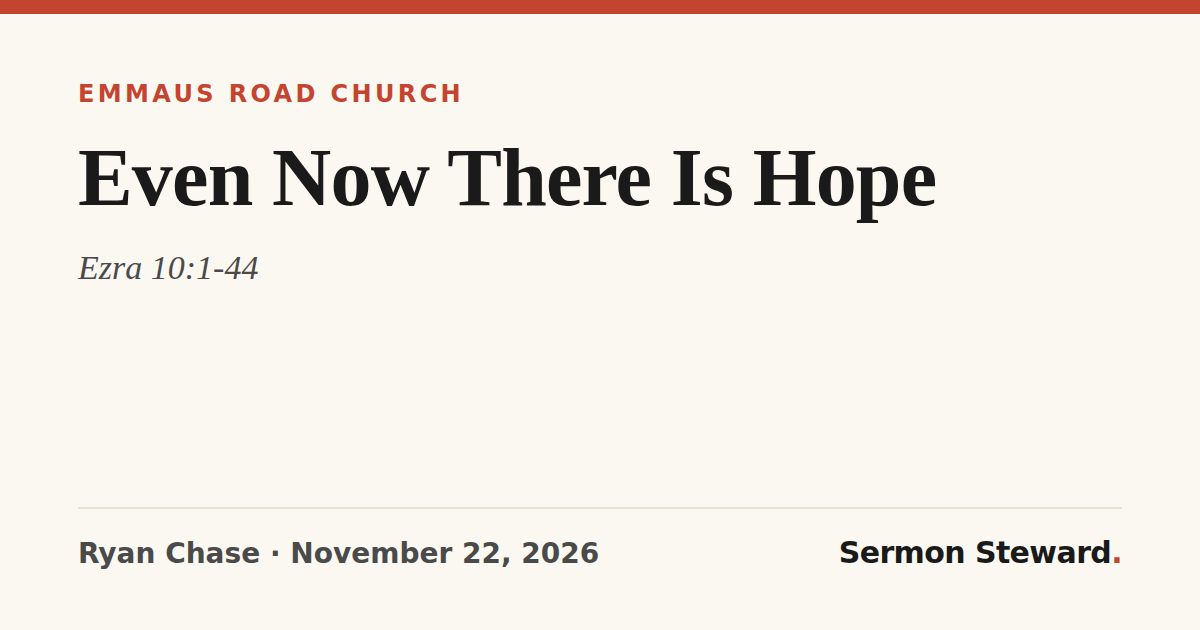 EMMAUS ROAD CHURCH
Even Now There Is Hope
Ezra 10:1-44
Ryan Chase · November 22, 2026
Sermon Steward.